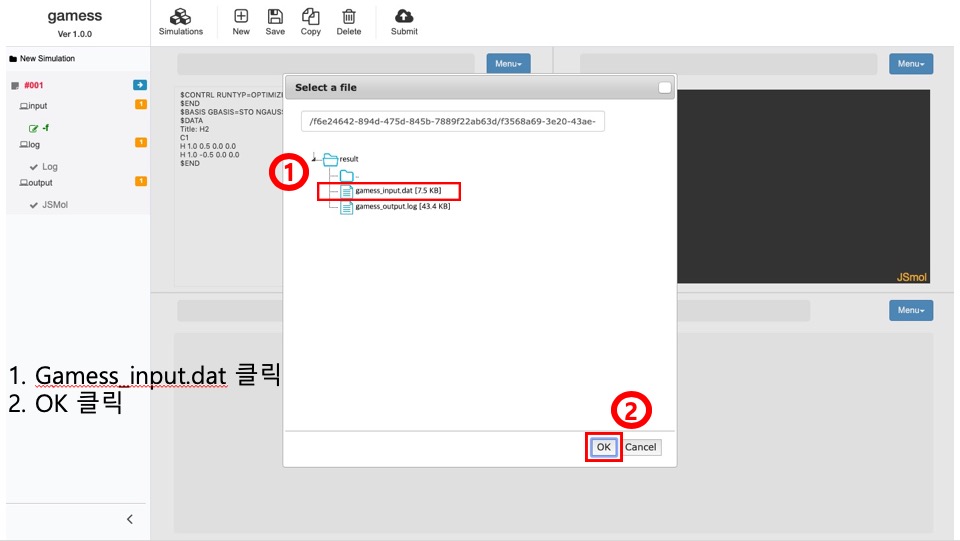 gamess
Ver 1.0.0
Simulations
New
Save
Copy
Delete
Submit
New Simulation
#001
1
input
1
-f
log
1
Log
output
1
JSMol
Menu
Menu
$CONTRL RUNTYP=OPTIMIZ
$END
$BASIS GBASIS=STO NGAUSS
$DATA
Title: H2
C1
H 1.0 0.5 0.0 0.0
H 1.0 -0.5 0.0 0.0
$END
Select a file
/f6e24642-894d-475d-845b-7889f22ab63d/f3568a69-3e20-43ae-
result
..
gamess_input.dat [7.5 KB]
gamess_output.log [43.4 KB]
JSmol
Menu
1. Gamess_input.dat 클릭
2. OK 클릭
2
OK
Cancel